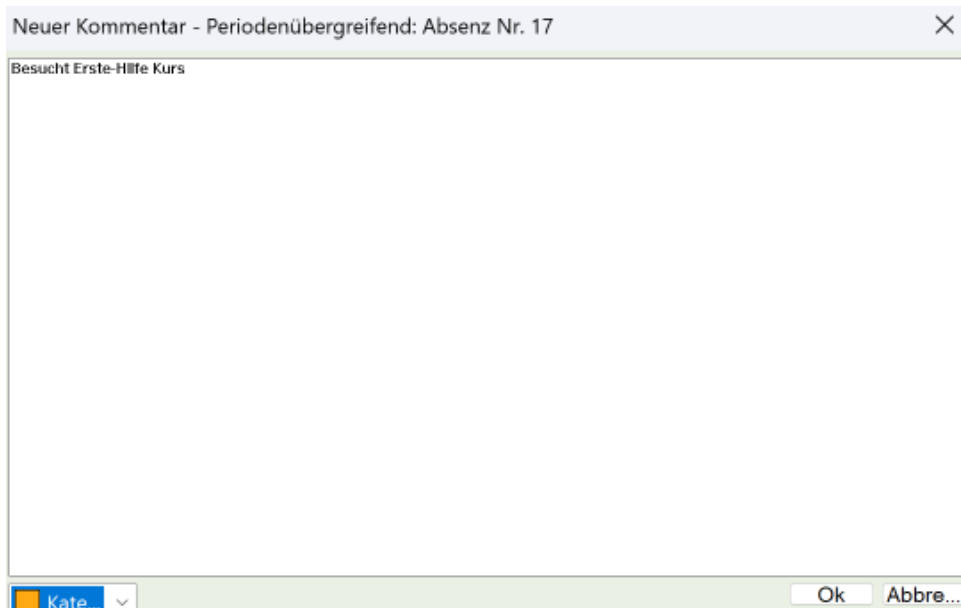 Neuer Kommentar - Periodenübergreifend: Absenz Nr. 17
Besucht Erste-Hilfe Kurs
Kate...
Ok
Abbre...